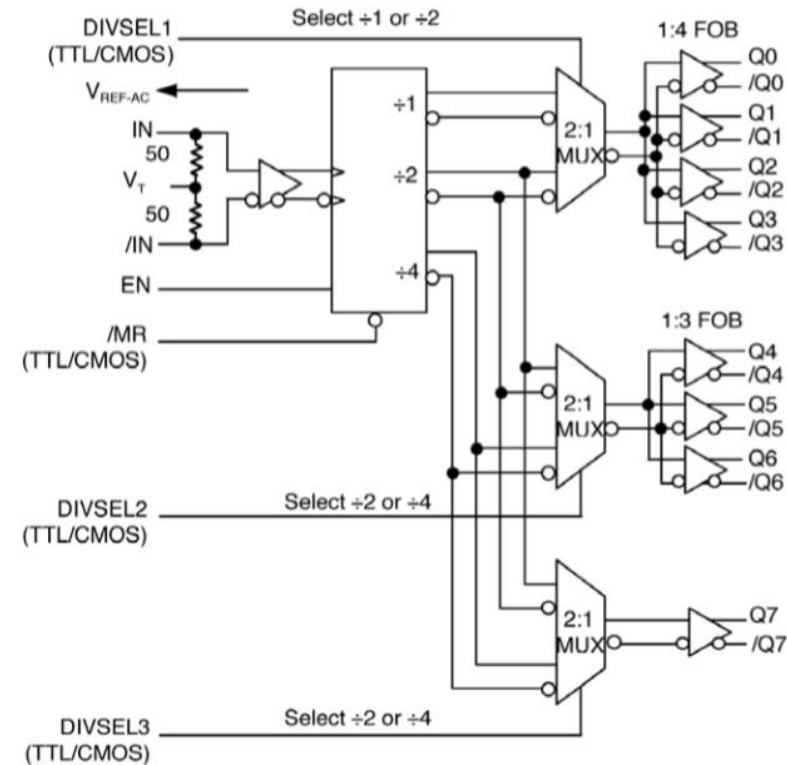 DIVSEL1
(TTL/CMOS)
Select ÷1 or ÷2
1:4 FOB
VREF-AC
IN
50
VT
50
/IN
EN
/MR
(TTL/CMOS)
÷1
÷2
÷4
2:1
MUX
Q0
/Q0
Q1
/Q1
Q2
/Q2
Q3
/Q3
1:3 FOB
2:1
MUX
Q4
/Q4
Q5
/Q5
Q6
/Q6
DIVSEL2
(TTL/CMOS)
Select ÷2 or ÷4
2:1
MUX
Q7
/Q7
DIVSEL3
(TTL/CMOS)
Select ÷2 or ÷4